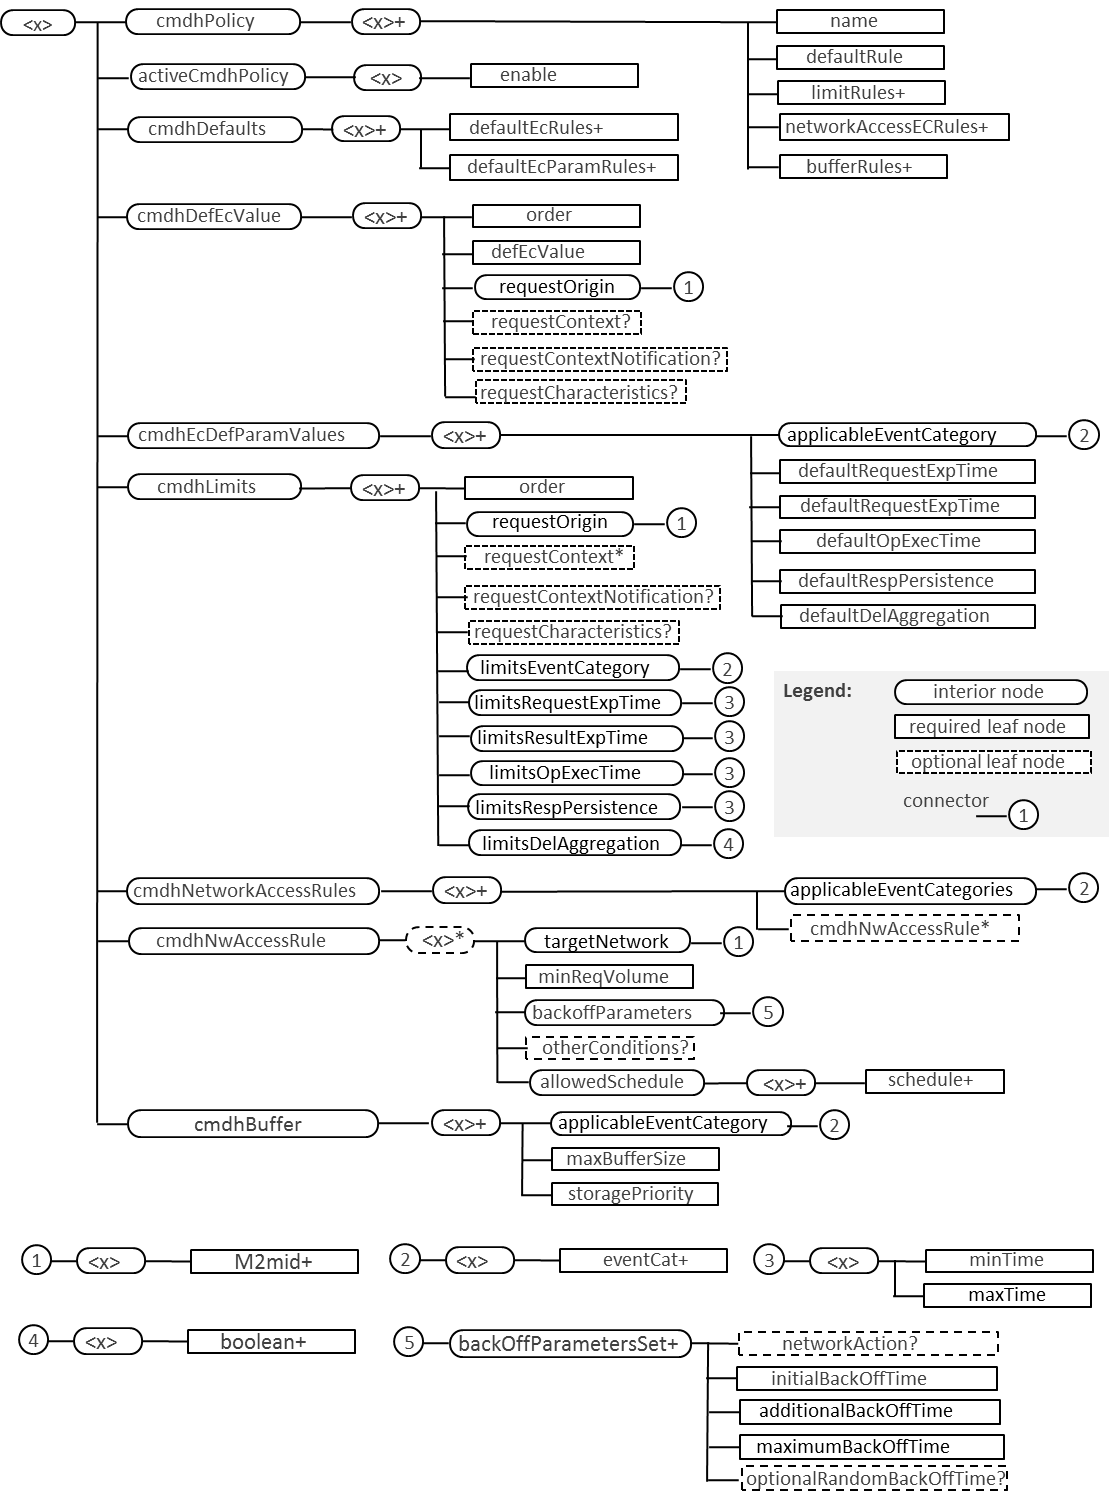 <x> cmdhPolicy <x>+ name
defaultRule
activeCmdhPolicy <x> enable
limitRules+
cmdhDefaults <x>+ defaultEcRules+ networkAccessECRules+
defaultEcParamRules+ bufferRules+
cmdhDefEcValue <x>+ order
defEcValue
requestOrigin 1
requestContext?
requestContextNotification?
requestCharacteristics?
cmdhEcDefParamValues <x>+ applicableEventCategory 2
defaultRequestExpTime
cmdhLimits <x>+ order
defaultRequestExpTime
requestOrigin 1
defaultOpExecTime
requestContext*
defaultRespPersistence
requestContextNotification?
defaultDelAggregation
requestCharacteristics?
limitsEventCategory 2
Legend: interior node
limitsRequestExpTime 3
required leaf node
limitsResultExpTime 3
optional leaf node
limitsOpExecTime 3
connector
limitsRespPersistence 3
1
limitsDelAggregation 4
cmdhNetworkAccessRules <x>+ applicableEventCategories 2
cmdhNwAccessRule*
cmdhNwAccessRule <x>* targetNetwork 1
minReqVolume
backoffParameters 5
otherConditions?
allowedSchedule <x>+ schedule+
cmdhBuffer <x>+ applicableEventCategory 2
maxBufferSize
storagePriority
1 <x> M2mid+ 2 <x> eventCat+ 3 <x> minTime
maxTime
4 <x> boolean+ 5 backOffParametersSet+ networkAction?
initialBackOffTime
additionalBackOffTime
maximumBackOffTime
optionalRandomBackOffTime?